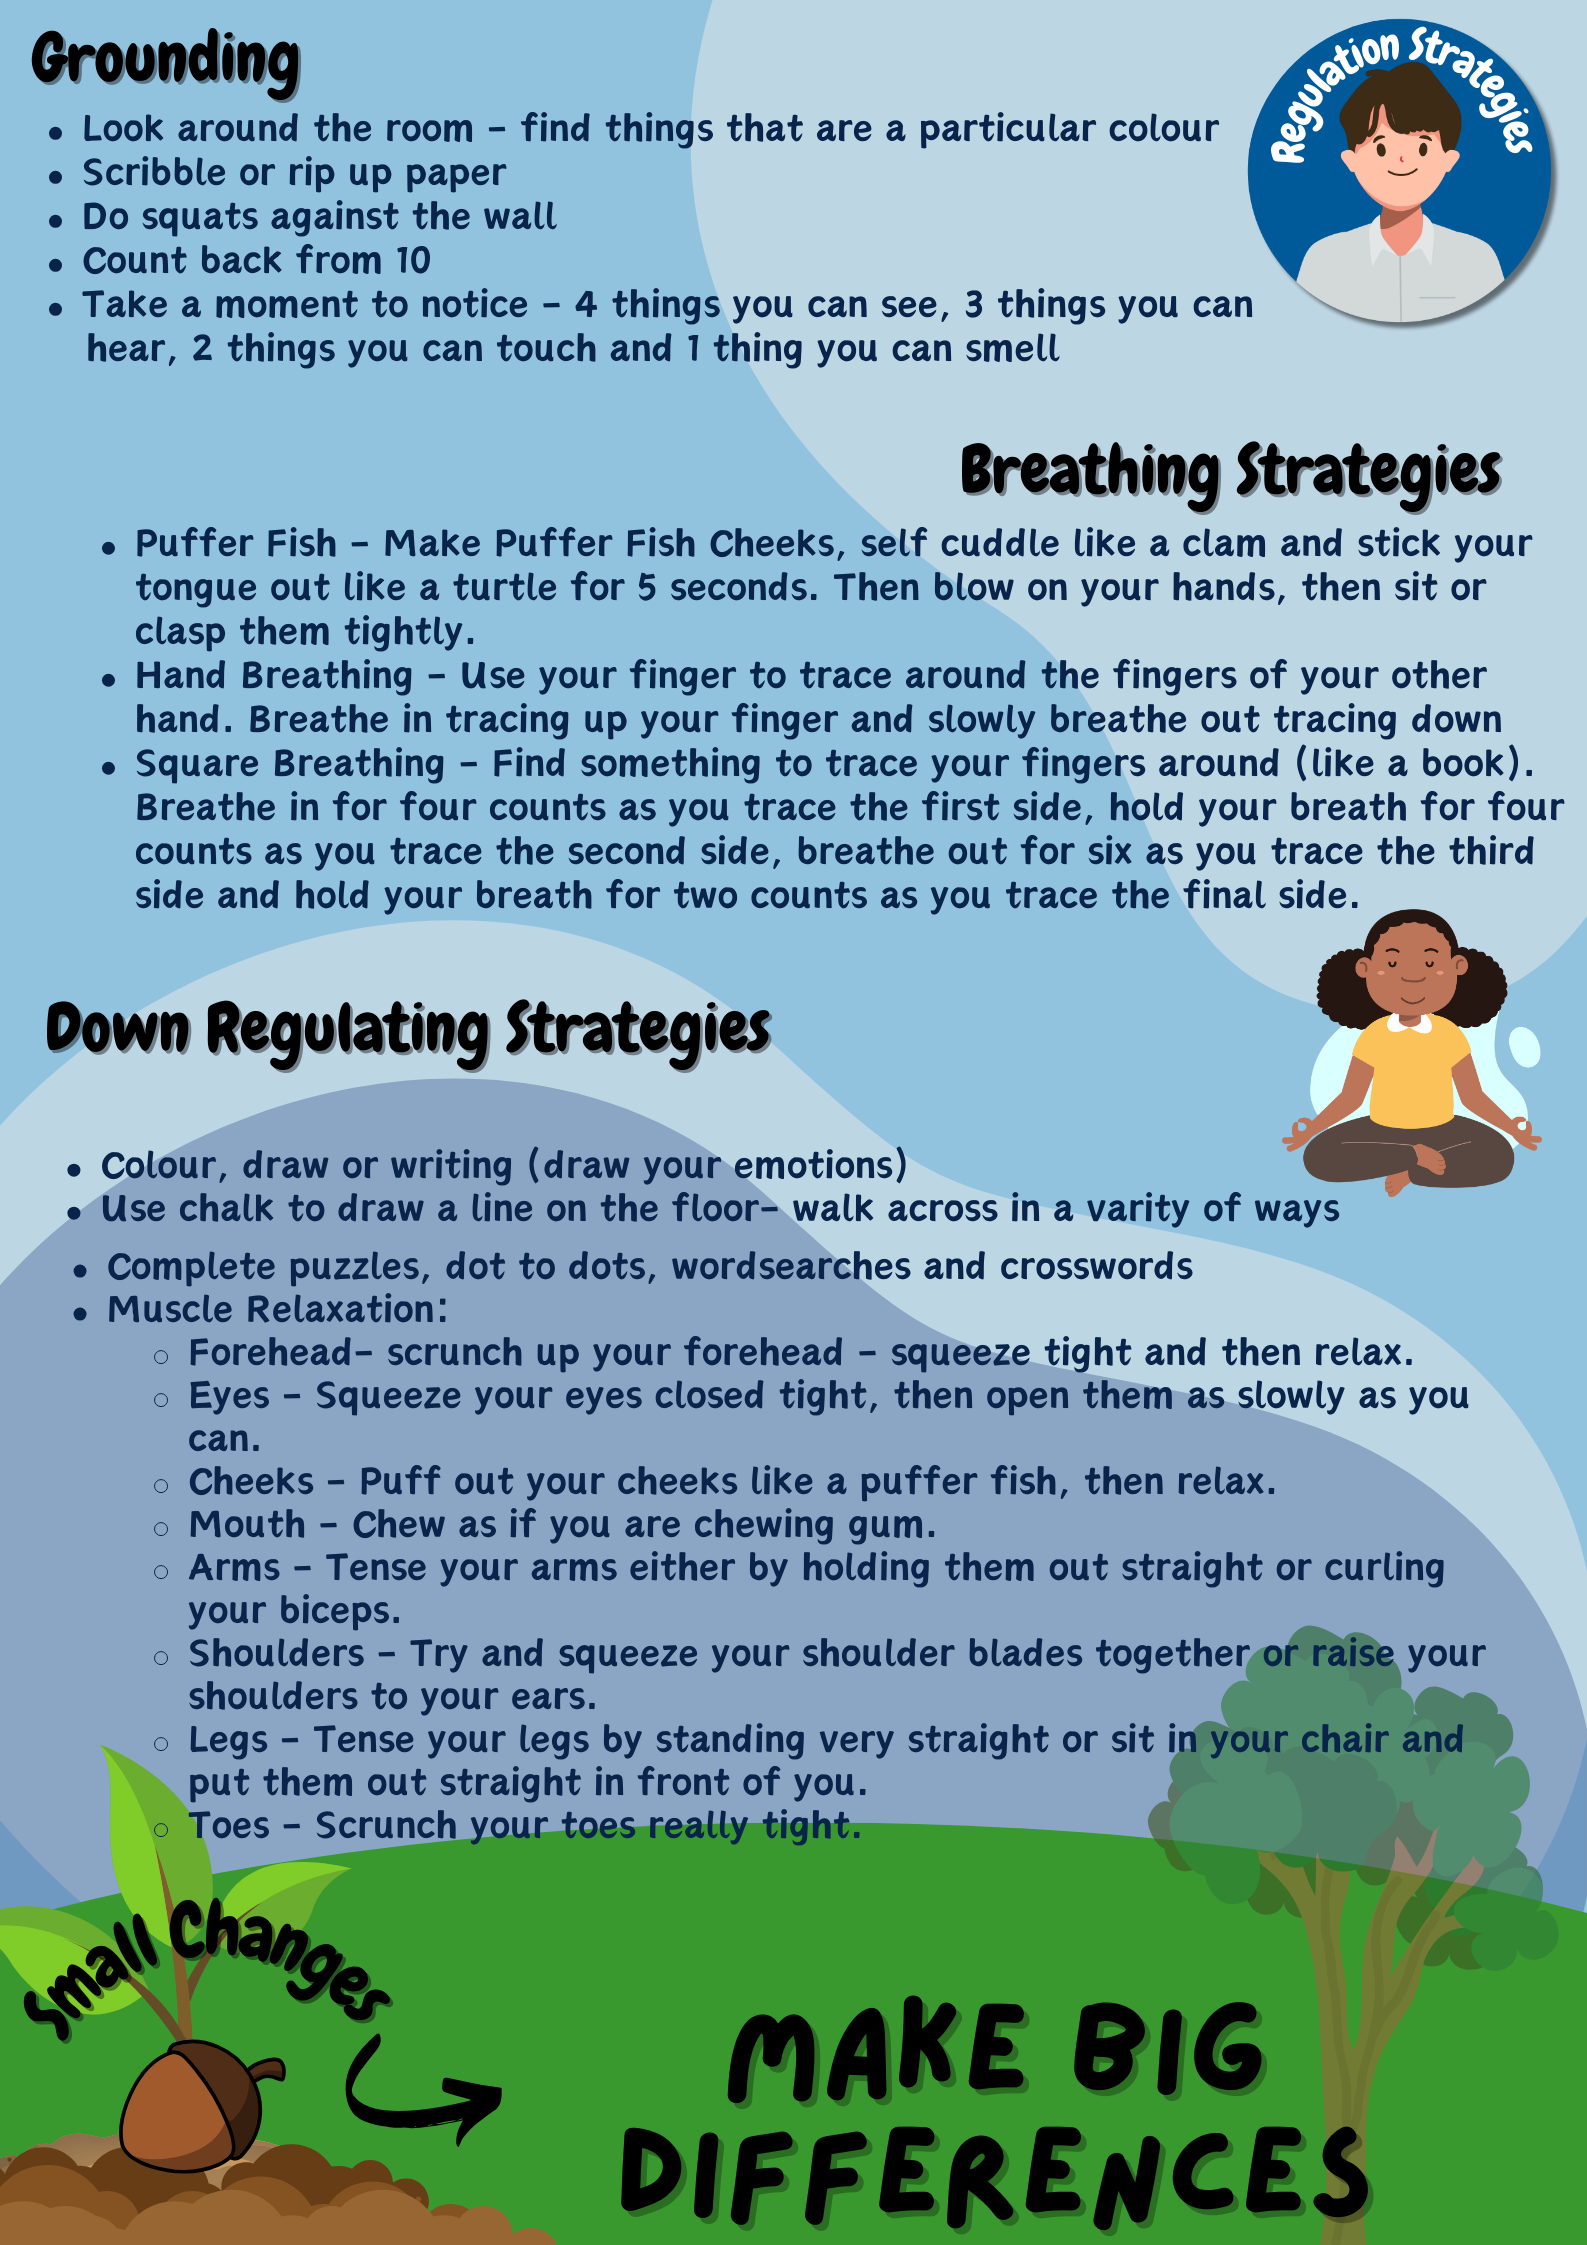 Grounding
Regulation Strategies
• Look around the room – find things that are a particular colour
• Scribble or rip up paper
• Do squats against the wall
• Count back from 10
• Take a moment to notice – 4 things you can see, 3 things you can
hear, 2 things you can touch and 1 thing you can smell
Breathing Strategies
• Puffer Fish – Make Puffer Fish Cheeks, self cuddle like a clam and stick your
tongue out like a turtle for 5 seconds. Then blow on your hands, then sit or
clasp them tightly.
• Hand Breathing – Use your finger to trace around the fingers of your other
hand. Breathe in tracing up your finger and slowly breathe out tracing down
• Square Breathing – Find something to trace your fingers around (like a book).
Breathe in for four counts as you trace the first side, hold your breath for four
counts as you trace the second side, breathe out for six as you trace the third
side and hold your breath for two counts as you trace the final side.
Down Regulating Strategies
• Colour, draw or writing (draw your emotions)
• Use chalk to draw a line on the floor– walk across in a varity of ways
• Complete puzzles, dot to dots, wordsearches and crosswords
• Muscle Relaxation:
○ Forehead– scrunch up your forehead – squeeze tight and then relax.
○ Eyes – Squeeze your eyes closed tight, then open them as slowly as you
can.
○ Cheeks – Puff out your cheeks like a puffer fish, then relax.
○ Mouth – Chew as if you are chewing gum.
○ Arms – Tense your arms either by holding them out straight or curling
your biceps.
○ Shoulders – Try and squeeze your shoulder blades together or raise your
shoulders to your ears.
○ Legs – Tense your legs by standing very straight or sit in your chair and
put them out straight in front of you.
○ Toes – Scrunch your toes really tight.
Small Changes
MAKE BIG
DIFFERENCES